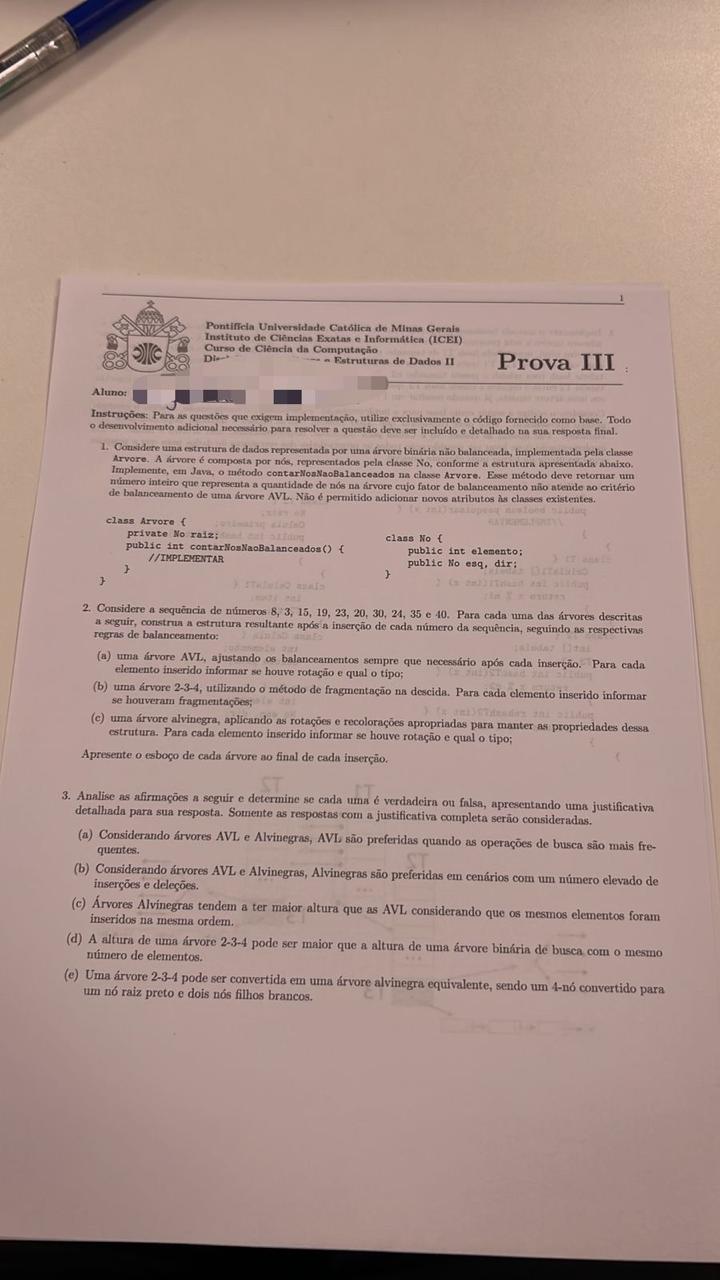 1
Pontifícia Universidade Católica de Minas Gerais
Instituto de Ciências Exatas e Informática (ICEI)
Curso de Ciência da Computação
Estruturas de Dados II
Prova III
Aluno:
Instruções: Para as questões que exigem implementação, utilize exclusivamente o código fornecido como base. Todo
o desenvolvimento adicional necessário para resolver a questão deve ser incluído e detalhado na sua resposta final.
1. Considere uma estrutura de dados representada por uma árvore binária não balanceada, implementada pela classe
Arvore. A árvore é composta por nós, representados pela classe No, conforme a estrutura apresentada abaixo.
Implemente, em Java, o método contarNosNaoBalanceados na classe Arvore. Esse método deve retornar um
número inteiro que representa a quantidade de nós na árvore cujo fator de balanceamento não atende ao critério
de balanceamento de uma árvore AVL. Não é permitido adicionar novos atributos às classes existentes.
class Arvore {
private No raiz;
public int contarNosNaoBalanceados() {
//IMPLEMENTAR
}
}
class No {
public int elemento;
public No esq, dir;
}
2. Considere a sequência de números 8, 3, 15, 19, 23, 20, 30, 24, 35 e 40. Para cada uma das árvores descritas
a seguir, construa a estrutura resultante após a inserção de cada número da sequência, seguindo as respectivas
regras de balanceamento:
(a) uma árvore AVL, ajustando os balanceamentos sempre que necessário após cada inserção. Para cada
elemento inserido informar se houve rotação e qual o tipo;
(b) uma árvore 2-3-4, utilizando o método de fragmentação na descida. Para cada elemento inserido informar
se houveram fragmentações;
(c) uma árvore alvinegra, aplicando as rotações e recolorações apropriadas para manter as propriedades dessa
estrutura. Para cada elemento inserido informar se houve rotação e qual o tipo;
Apresente o esboço de cada árvore ao final de cada inserção.
3. Analise as afirmações a seguir e determine se cada uma é verdadeira ou falsa, apresentando uma justificativa
detalhada para sua resposta. Somente as respostas com a justificativa completa serão consideradas.
(a) Considerando árvores AVL e Alvinegras, AVL são preferidas quando as operações de busca são mais fre-
quentes.
(b) Considerando árvores AVL e Alvinegras, Alvinegras são preferidas em cenários com um número elevado de
inserções e deleções.
(c) Árvores Alvinegras tendem a ter maior altura que as AVL considerando que os mesmos elementos foram
inseridos na mesma ordem.
(d) A altura de uma árvore 2-3-4 pode ser maior que a altura de uma árvore binária de busca com o mesmo
número de elementos.
(e) Uma árvore 2-3-4 pode ser convertida em uma árvore alvinegra equivalente, sendo um 4-nó convertido para
um nó raiz preto e dois nós filhos brancos.